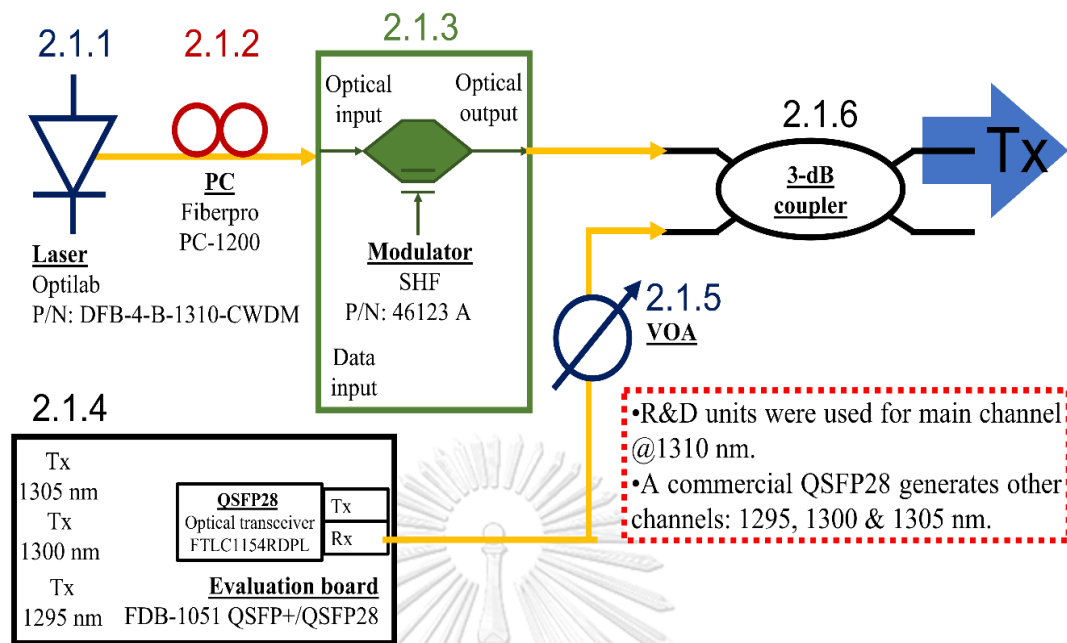 2.1.1
2.1.2
2.1.3
Optical
input
Optical
output
2.1.6
Tx
3-dB
coupler
PC
Fiberpro
PC-1200
Laser
Optilab
P/N: DFB-4-B-1310-CWDM
Modulator
SHF
P/N: 46123 A
Data
input
2.1.5
VOA
2.1.4
Tx
1305 nm
Tx
1300 nm
Tx
1295 nm
QSFP28
Optical transceiver
FTLC1154RDPL
Tx
Rx
Evaluation board
FDB-1051 QSFP+/QSFP28
•R&D units were used for main channel
@1310 nm.
•A commercial QSFP28 generates other
channels: 1295, 1300 & 1305 nm.